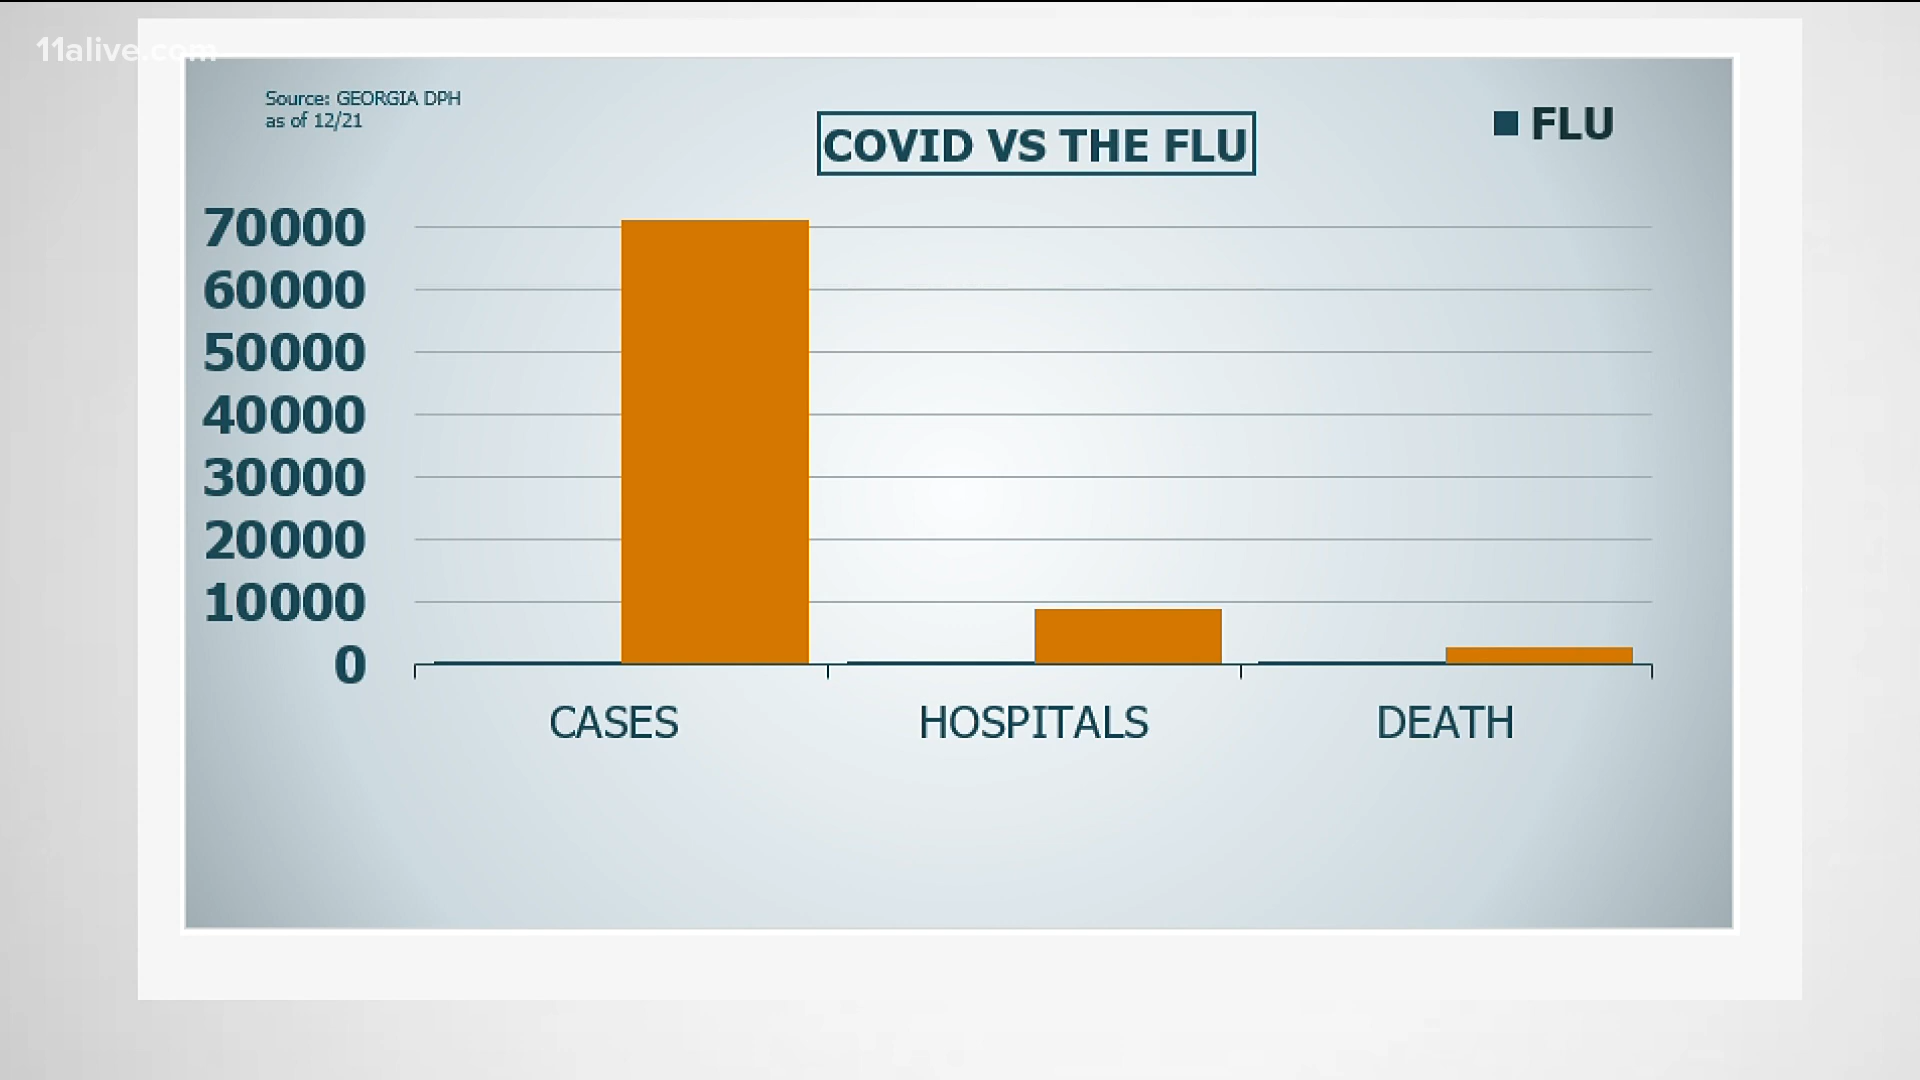 11alive.com
Source: GEORGIA DPH
as of 12/21
COVID VS THE FLU
FLU
70000
60000
50000
40000
30000
20000
10000
0
CASES
HOSPITALS
DEATH